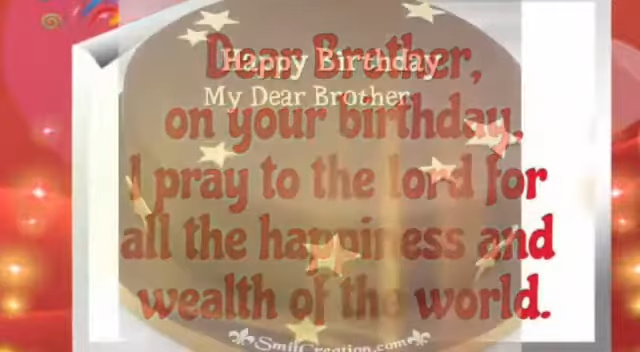 Dear Brother,
Happy Birthday
My Dear Brother
on your birthday,
I pray to the lord for
all the happiness and
wealth of the world.
SmitCreation.com